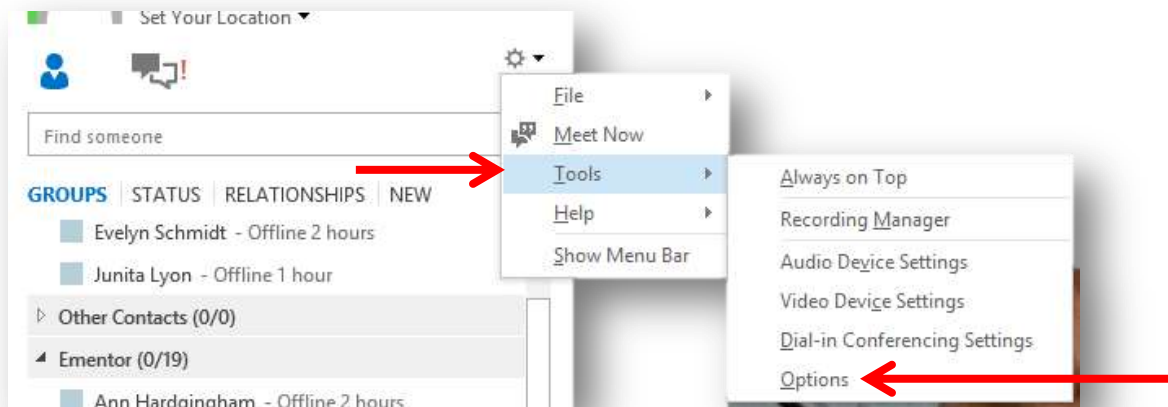 Set Your Location
!
Find someone
GROUPS STATUS RELATIONSHIPS NEW
Evelyn Schmidt - Offline 2 hours
Junita Lyon - Offline 1 hour
Other Contacts (0/0)
Ementor (0/19)
Ann Hardgingham - Offline 2 hours
File
Meet Now
Tools
Help
Show Menu Bar
Always on Top
Recording Manager
Audio Device Settings
Video Device Settings
Dial-in Conferencing Settings
Options